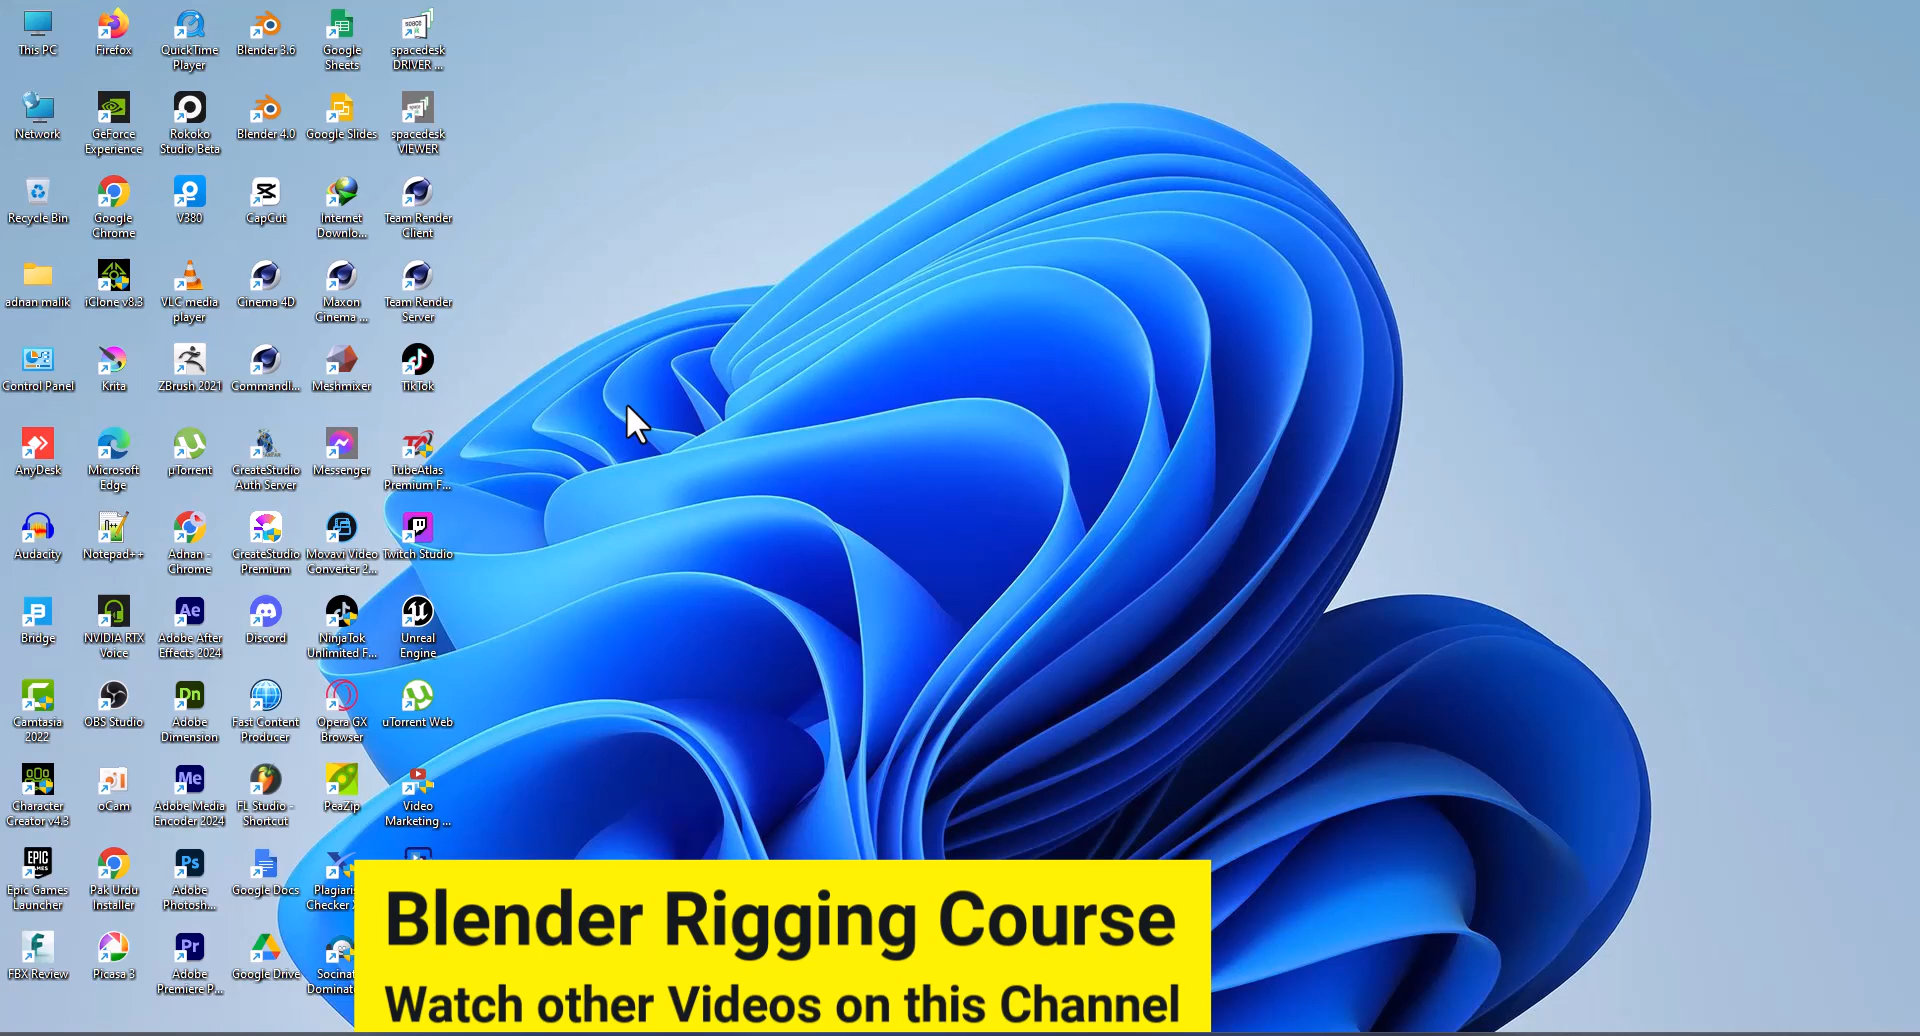 This PC
Firefox
QuickTime
Player
Blender 3.6
Google
Sheets
spacedesk
DRIVER ...
Network
GeForce
Experience
Rokoko
Studio Beta
Blender 4.0
Google Slides
spacedesk
VIEWER
Recycle Bin
Google
Chrome
V380
CapCut
Internet
Downlo...
Team Render
Client
adnan malik
iClone v8.3
VLC media
player
Cinema 4D
Maxon
Cinema ...
Team Render
Server
Control Panel
Krita
ZBrush 2021
Commandl...
Meshmixer
TikTok
AnyDesk
Microsoft
Edge
µTorrent
CreateStudio
Auth Server
Messenger
TubeAtlas
Premium F...
Audacity
Notepad++
Adnan -
Chrome
CreateStudio
Premium
Movavi Video
Converter 2...
Twitch Studio
Bridge
NVIDIA RTX
Voice
Adobe After
Effects 2024
Discord
NinjaTok
Unlimited F...
Unreal
Engine
Camtasia
2022
OBS Studio
Adobe
Dimension
Fast Content
Producer
Opera GX
Browser
uTorrent Web
Character
Creator v4.3
oCam
Adobe Media
Encoder 2024
FL Studio -
Shortcut
PeaZip
Video
Marketing ...
Epic Games
Launcher
Pak Urdu
Installer
Adobe
Photosh...
Google Docs
Checker
FBX Review
Picasa 3
Adobe
Premiere P...
Google Drive
Blender Rigging Course
Watch other Videos on this Channel